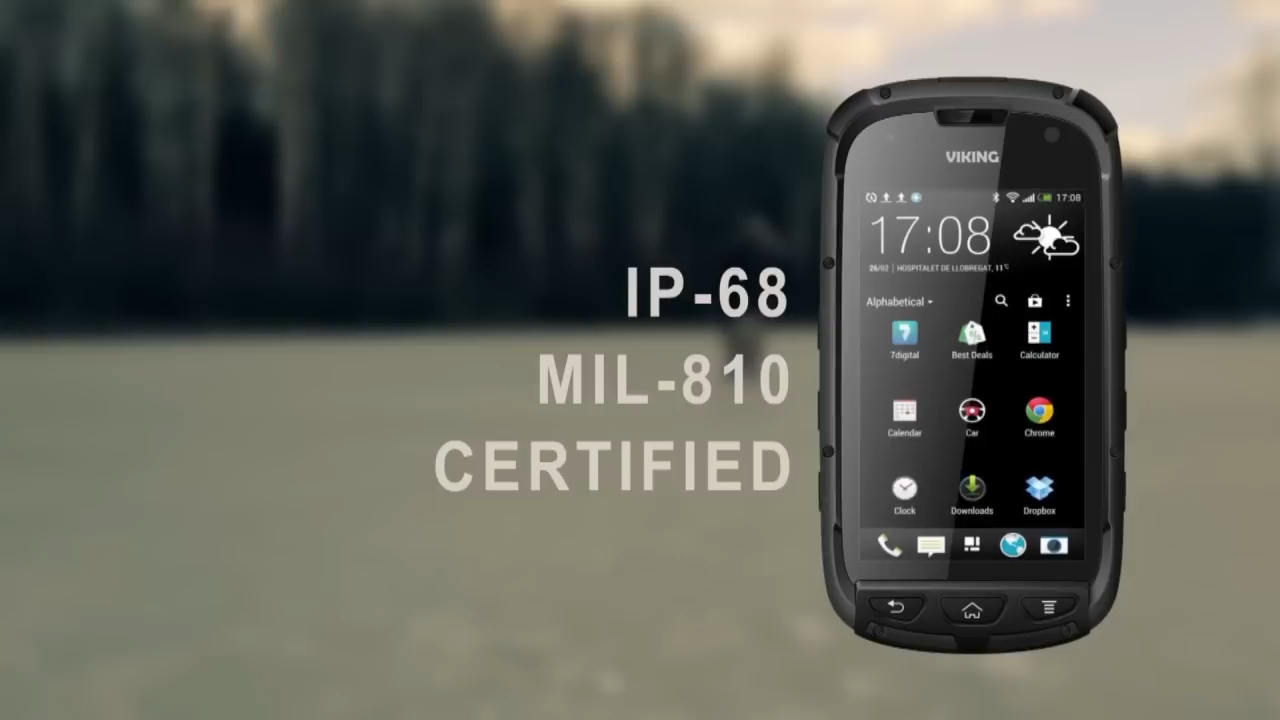 IP-68
MIL-810
CERTIFIED
VIKING
17:08
17:08
26/02 | HOSPITALET DE LLOBREGAT, 11°C
Alphabetical
7digital Best Deals Calculator
Calendar Car Chrome
Clock Downloads Dropbox